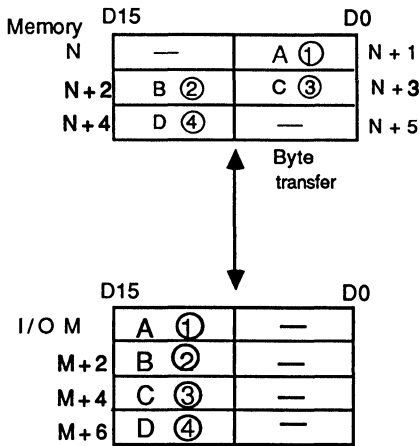 D15 D0
Memory
N — A ① N + 1
N + 2 B ② C ③ N + 3
N + 4 D ④ — N + 5
Byte
transfer
D15 D0
I/O M A ① —
M + 2 B ② —
M + 4 C ③ —
M + 6 D ④ —